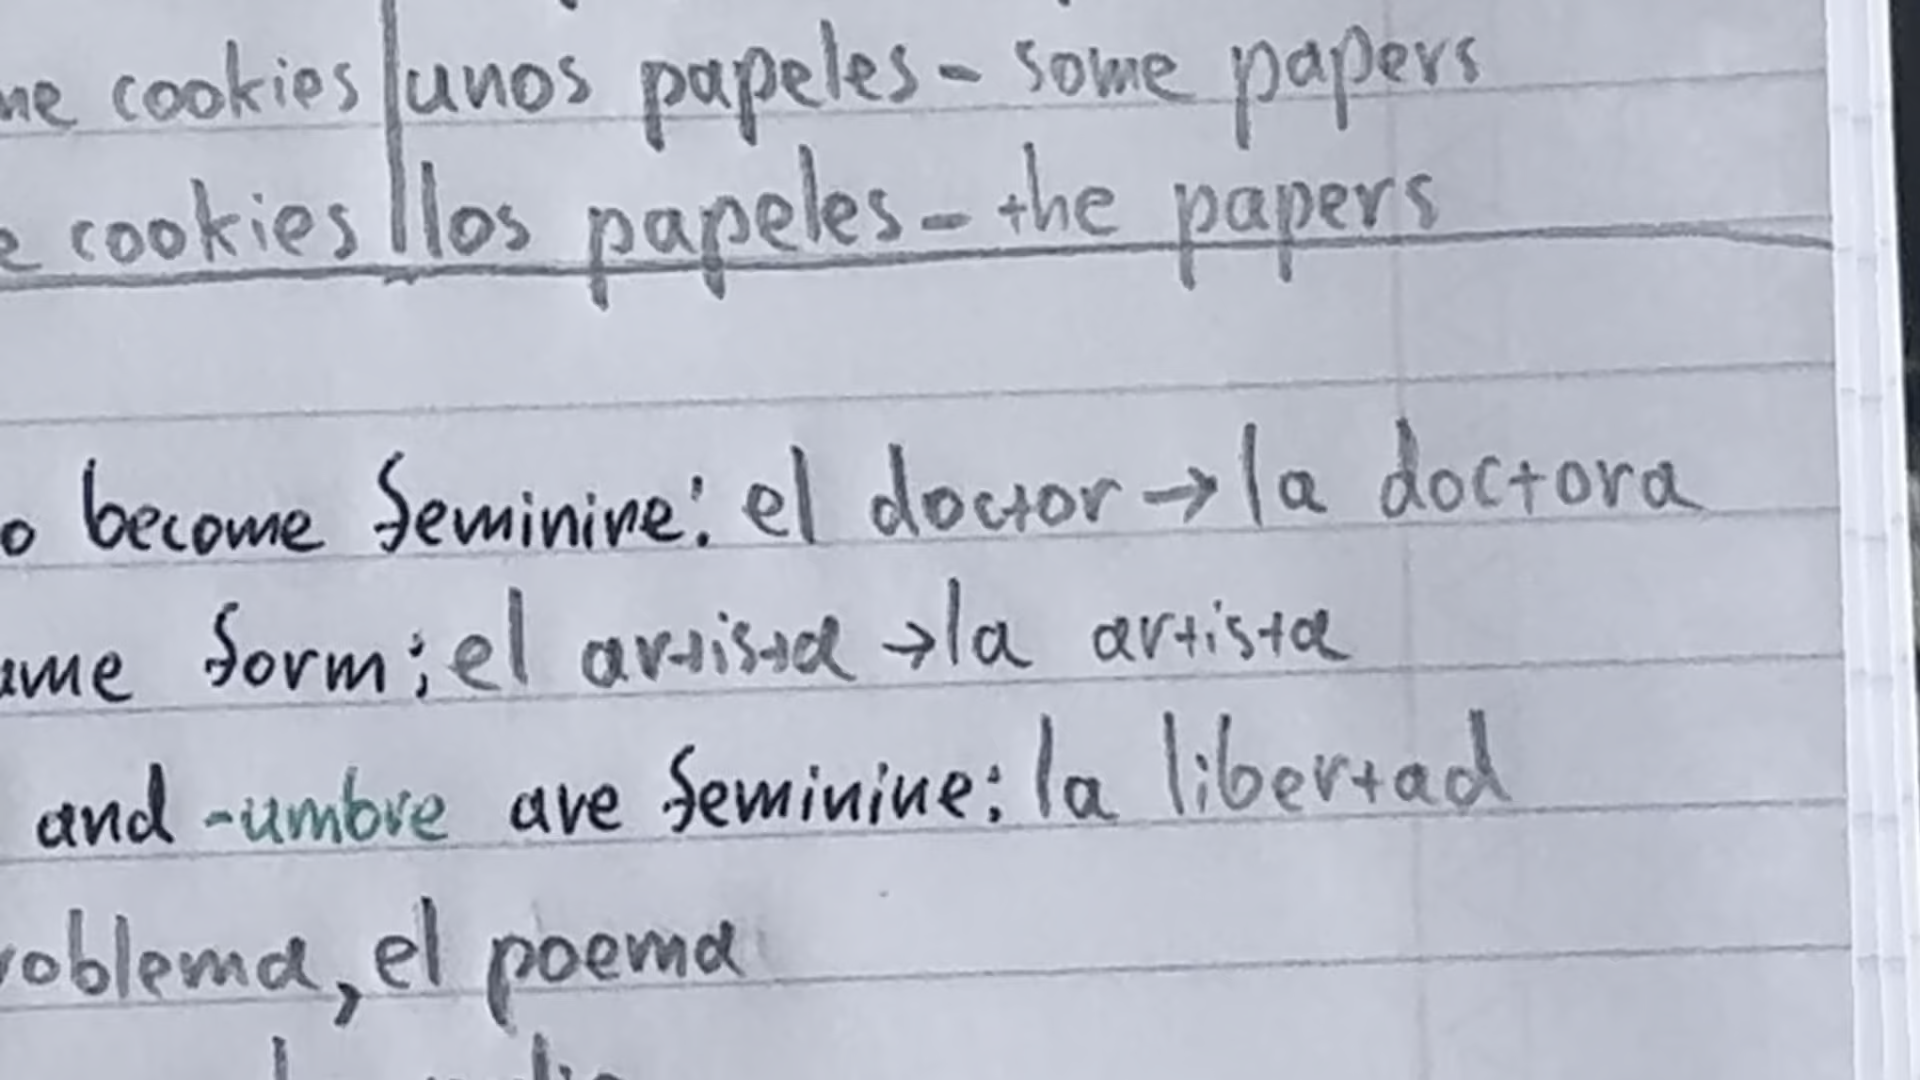 cookies unos papeles - some papers
cookies los papeles - the papers
become feminine: el doctor → la doctora
form: el artista → la artista
and -umbre are feminine: la libertad
el poema